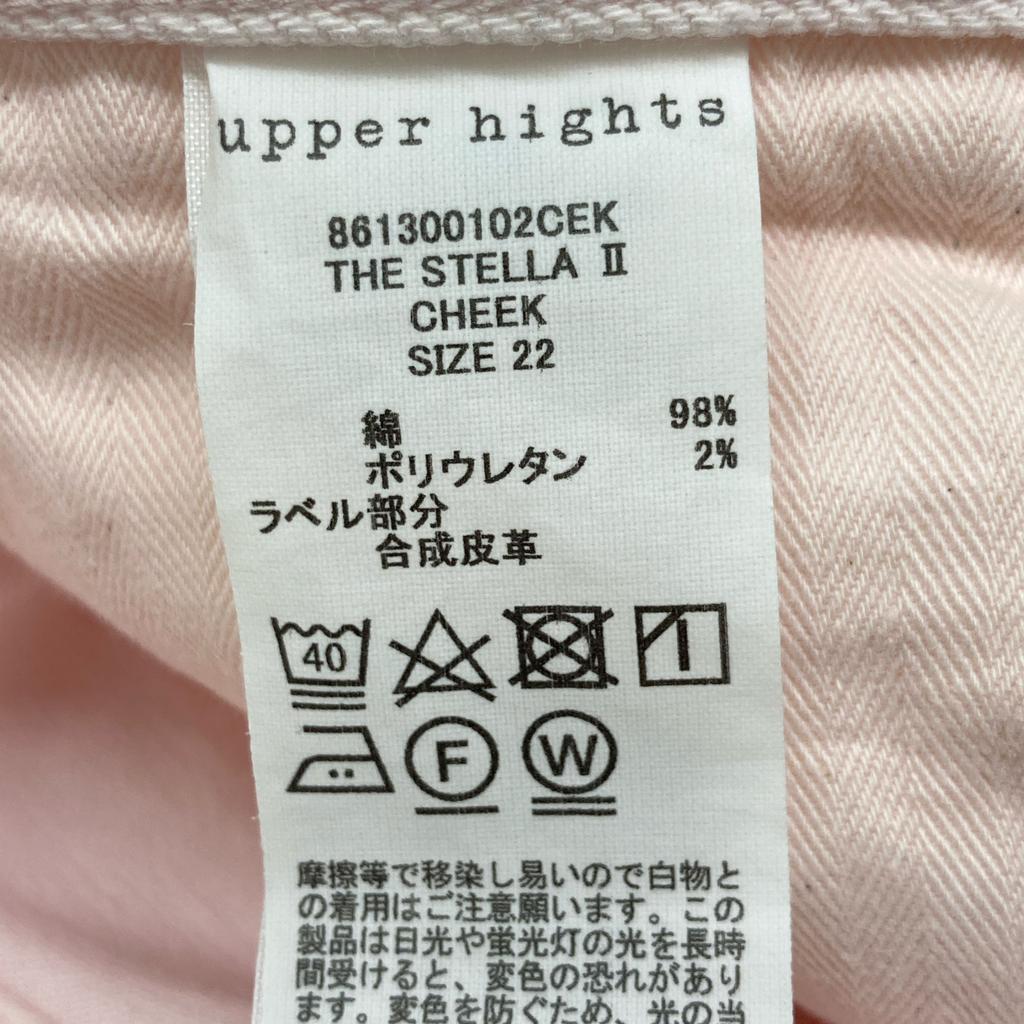 upper hights
861300102CEK
THE STELLA Ⅱ
CHEEK
SIZE 22
綿 98%
ポリウレタン 2%
ラベル部分
合成皮革
40
F W
摩擦等で移染し易いので白物と
の着用はご注意願います。この
製品は日光や蛍光灯の光を長時
間受けると、変色の恐れがあり
ます。変色を防ぐため、光の当